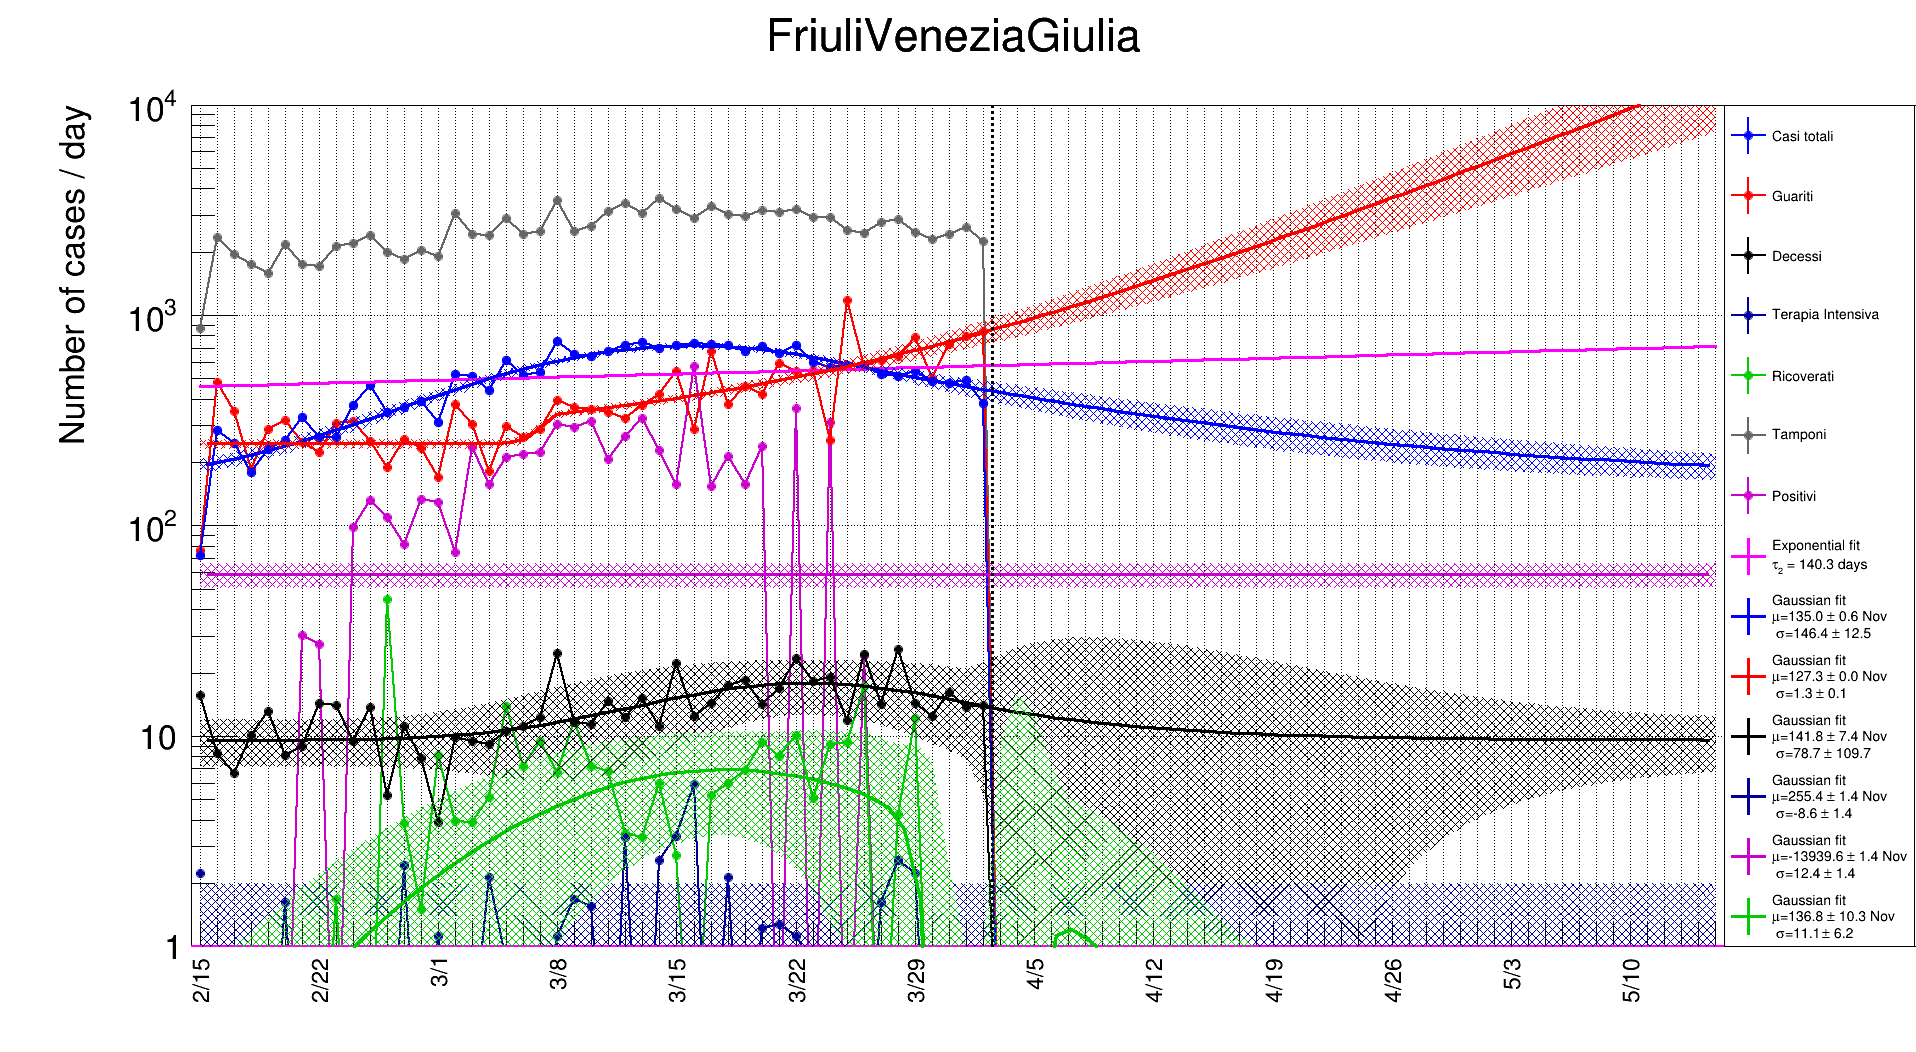 FriuliVeneziaGiulia
Number of cases / day
10^4
10^3
10^2
10
1
2/15
2/22
3/1
3/8
3/15
3/22
3/29
4/5
4/12
4/19
4/26
5/3
5/10
Casi totali
Guariti
Decessi
Terapia Intensiva
Ricoverati
Tamponi
Positivi
Exponential fit
τ₂ = 140.3 days
Gaussian fit
μ=135.0 ± 0.6 Nov
σ=146.4 ± 12.5
Gaussian fit
μ=127.3 ± 0.0 Nov
σ=1.3 ± 0.1
Gaussian fit
μ=141.8 ± 7.4 Nov
σ=78.7 ± 109.7
Gaussian fit
μ=255.4 ± 1.4 Nov
σ=-8.6 ± 1.4
Gaussian fit
μ=-13939.6 ± 1.4 Nov
σ=12.4 ± 1.4
Gaussian fit
μ=136.8 ± 10.3 Nov
σ=11.1 ± 6.2